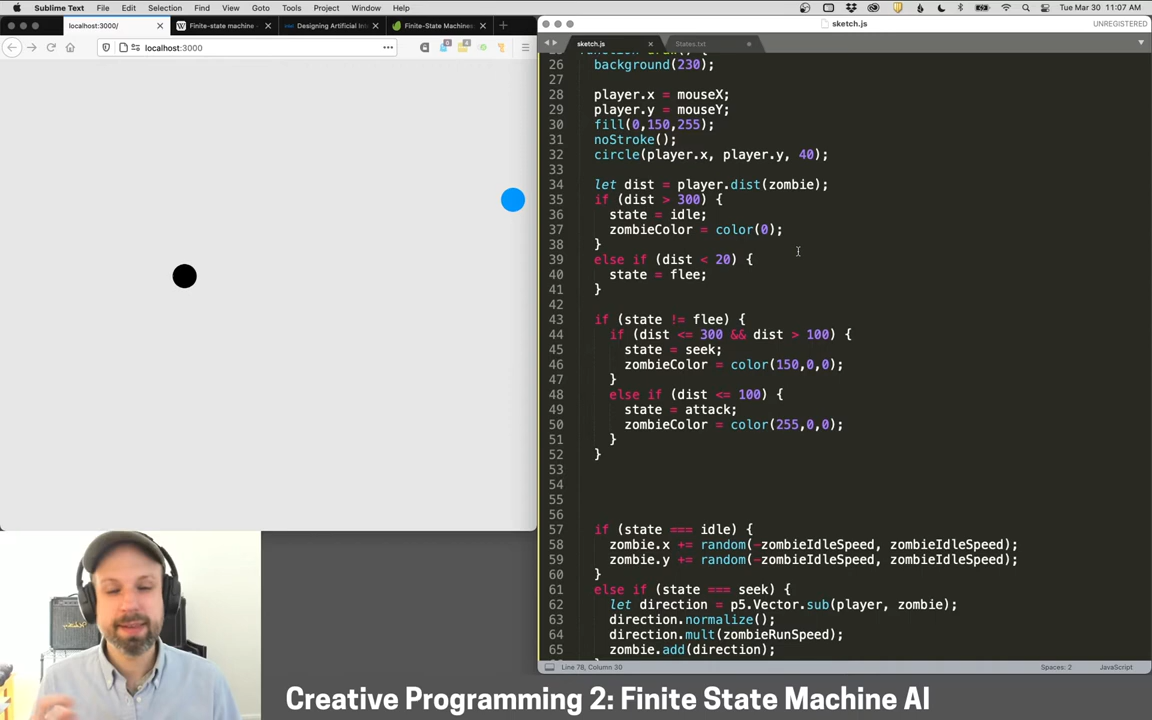 Sublime Text File Edit Selection Find View Goto Tools Project Window Help Tue Mar 30 11:07 AM
localhost:3000/ Finite-state machine Designing Artificial Int Finite-State Machines
localhost:3000
sketch.js UNREGISTERED
sketch.js States.txt
26 background(230);
27
28 player.x = mouseX;
29 player.y = mouseY;
30 fill(0,150,255);
31 noStroke();
32 circle(player.x, player.y, 40);
33
34 let dist = player.dist(zombie);
35 if (dist > 300) {
36 state = idle;
37 zombieColor = color(0);
38 }
39 else if (dist < 20) {
40 state = flee;
41 }
42
43 if (state != flee) {
44 if (dist <= 300 && dist > 100) {
45 state = seek;
46 zombieColor = color(150,0,0);
47 }
48 else if (dist <= 100) {
49 state = attack;
50 zombieColor = color(255,0,0);
51 }
52 }
53
54
55
56
57 if (state === idle) {
58 zombie.x += random(-zombieIdleSpeed, zombieIdleSpeed);
59 zombie.y += random(-zombieIdleSpeed, zombieIdleSpeed);
60 }
61 else if (state === seek) {
62 let direction = p5.Vector.sub(player, zombie);
63 direction.normalize();
64 direction.mult(zombieRunSpeed);
65 zombie.add(direction);
Line 78, Column 30 Spaces: 2 JavaScript
Creative Programming 2: Finite State Machine AI